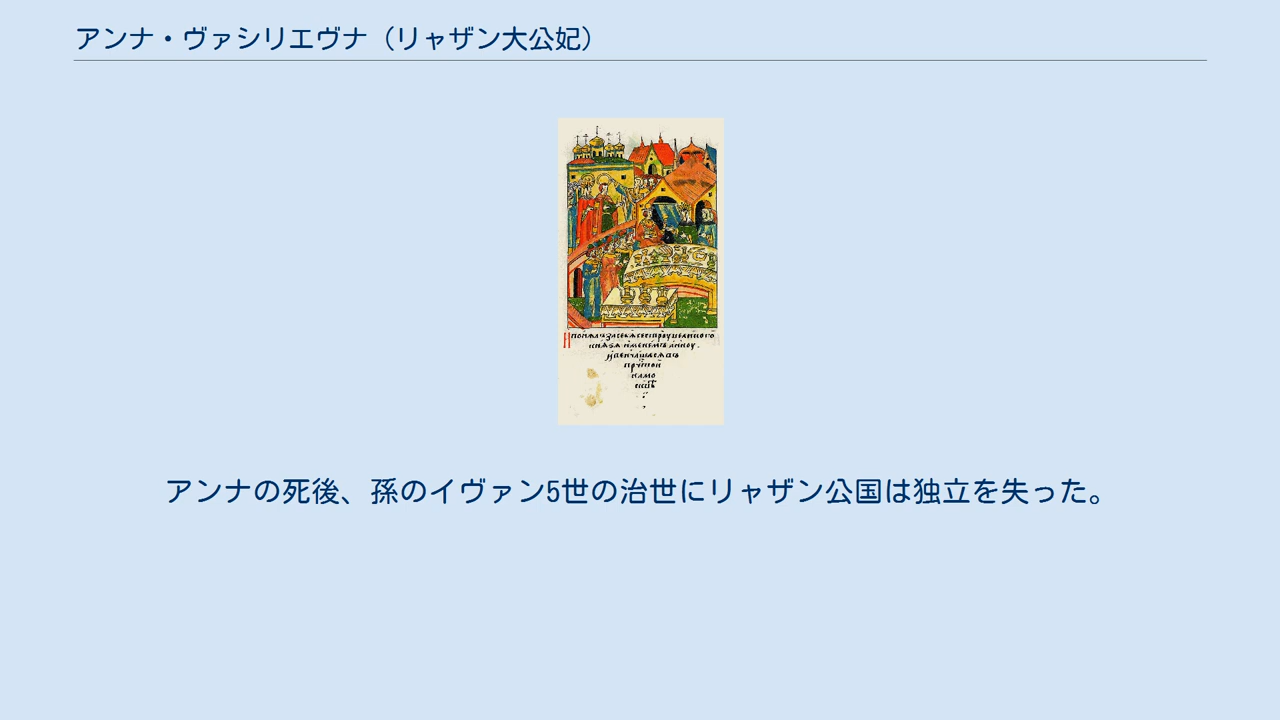 アンナ・ヴァシリエヴナ（リャザン大公妃）
アンナの死後、孫のイヴァン5世の治世にリャザン公国は独立を失った。